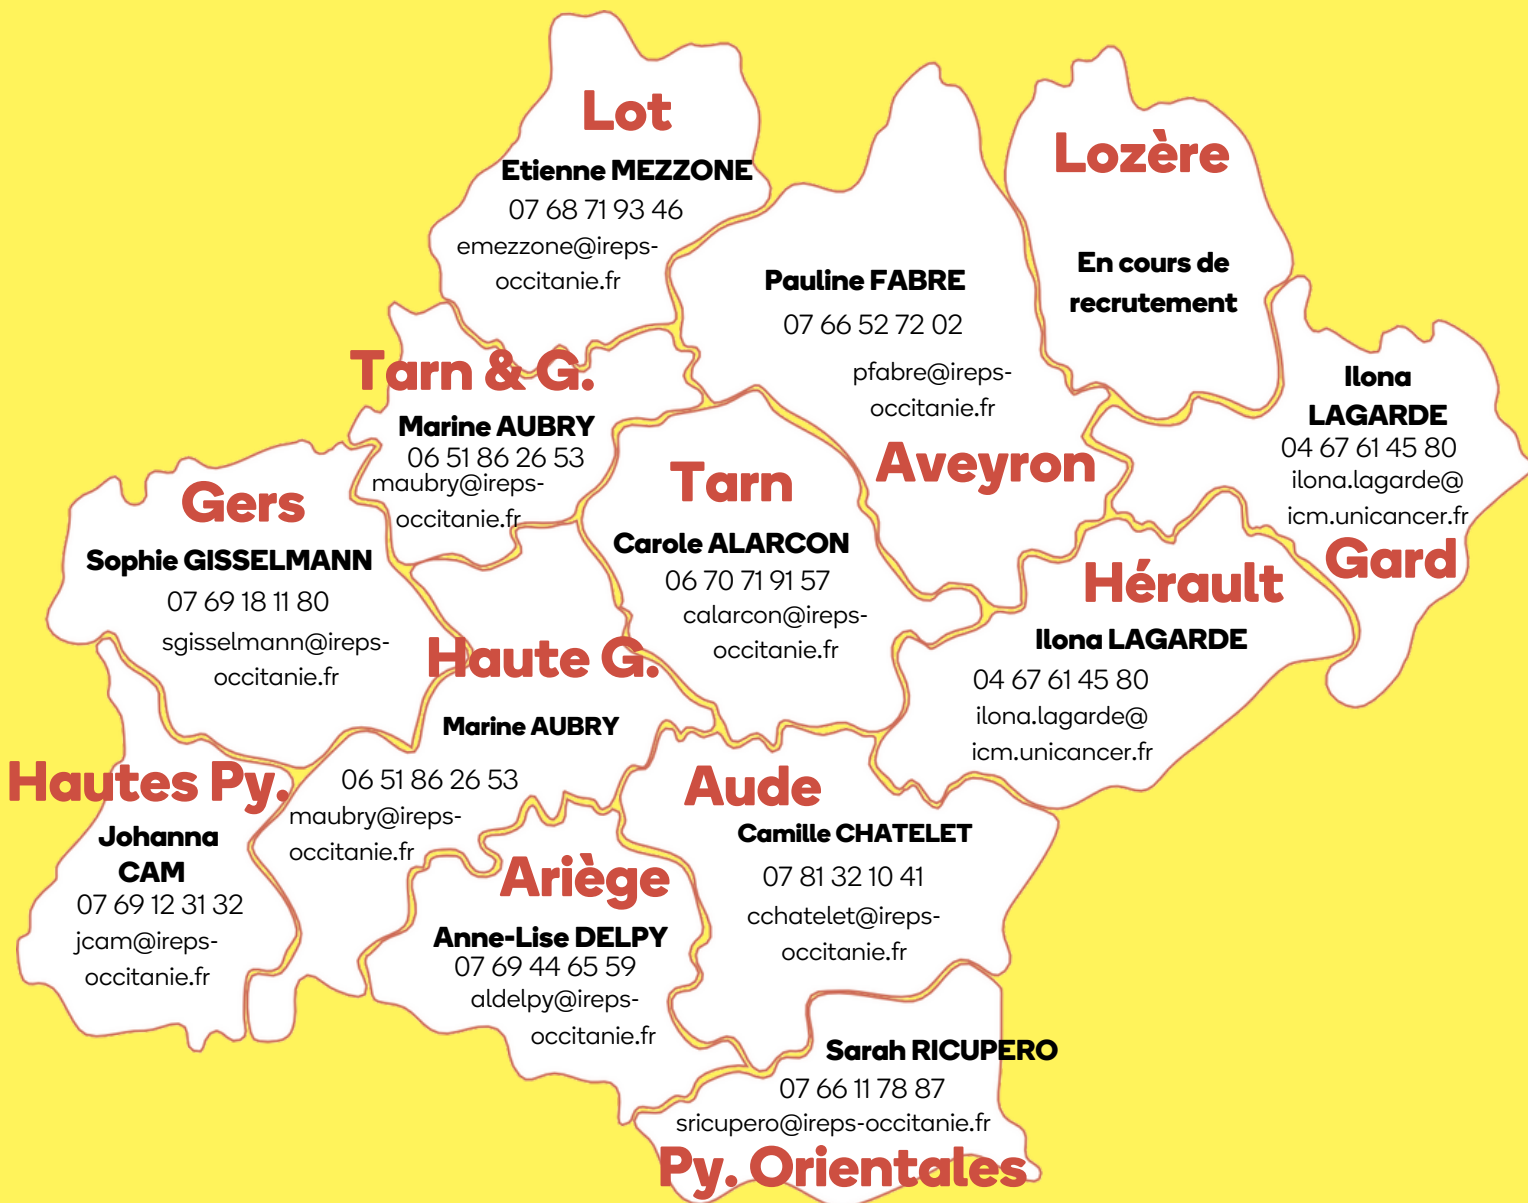 Lot
Etienne MEZZONE
07 68 71 93 46
emezzone@ireps-
occitanie.fr
Lozère
En cours de
recrutement
Pauline FABRE
07 66 52 72 02
pfabre@ireps-
occitanie.fr
Aveyron
Tarn & G.
Marine AUBRY
06 51 86 26 53
maubry@ireps-
occitanie.fr
Ilona
LAGARDE
04 67 61 45 80
ilona.lagarde@
icm.unicancer.fr
Gard
Gers
Sophie GISSELMANN
07 69 18 11 80
sgisselmann@ireps-
occitanie.fr
Tarn
Carole ALARCON
06 70 71 91 57
calarcon@ireps-
occitanie.fr
Hérault
Ilona LAGARDE
04 67 61 45 80
ilona.lagarde@
icm.unicancer.fr
Haute G.
Marine AUBRY
06 51 86 26 53
maubry@ireps-
occitanie.fr
Hautes Py.
Johanna
CAM
07 69 12 31 32
jcam@ireps-
occitanie.fr
Aude
Camille CHATELET
07 81 32 10 41
cchatelet@ireps-
occitanie.fr
Ariège
Anne-Lise DELPY
07 69 44 65 59
aldelpy@ireps-
occitanie.fr
Sarah RICUPERO
07 66 11 78 87
sricupero@ireps-occitanie.fr
Py. Orientales